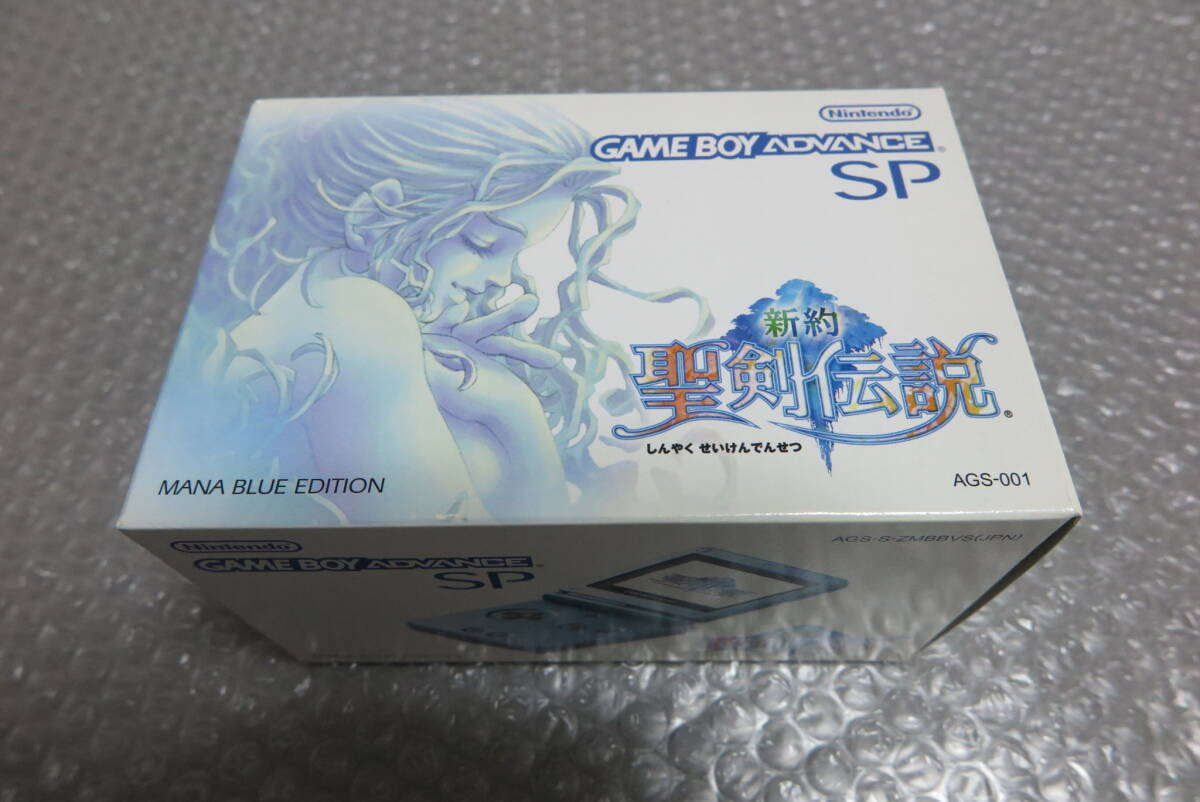 Nintendo
GAME BOY ADVANCE
SP
新約
聖剣伝説
しんやく せいけんでんせつ
MANA BLUE EDITION
AGS-001
Nintendo
GAME BOY ADVANCE
SP
AGS-S-ZMBBVS(JPN)